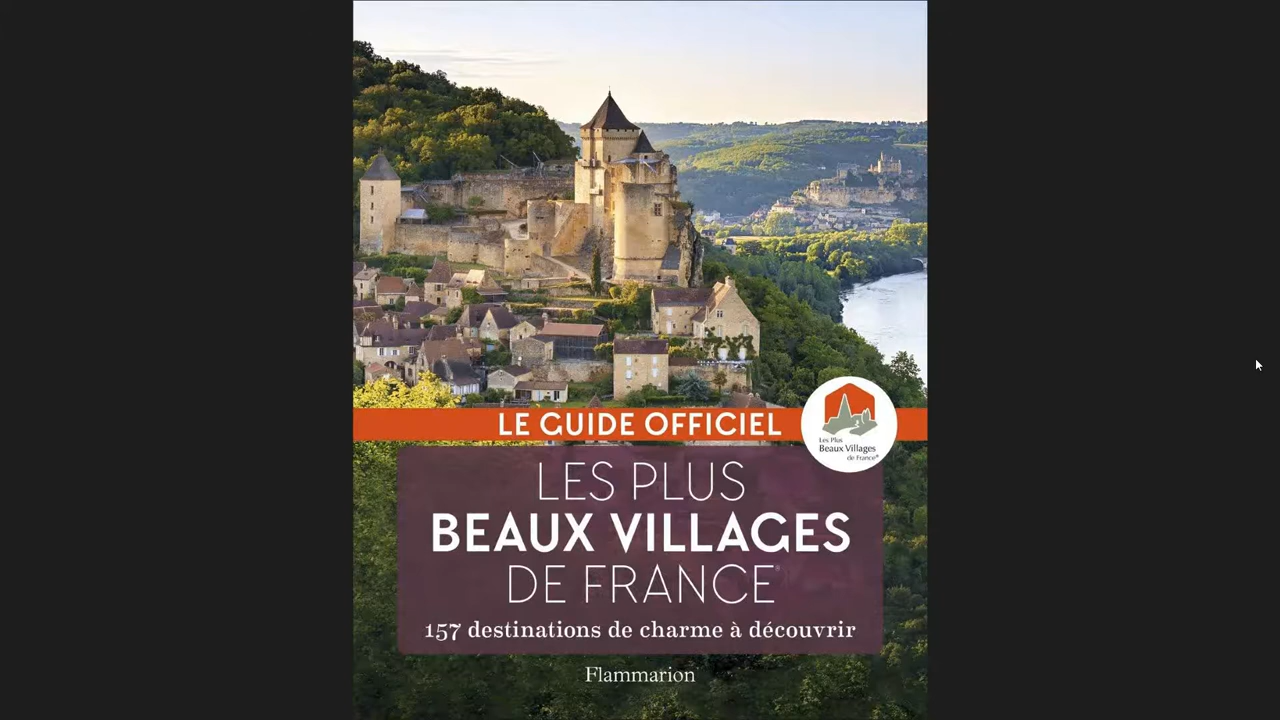 LE GUIDE OFFICIEL
Les Plus
Beaux Villages
de France®
LES PLUS
BEAUX VILLAGES
DE FRANCE
157 destinations de charme à découvrir
Flammarion